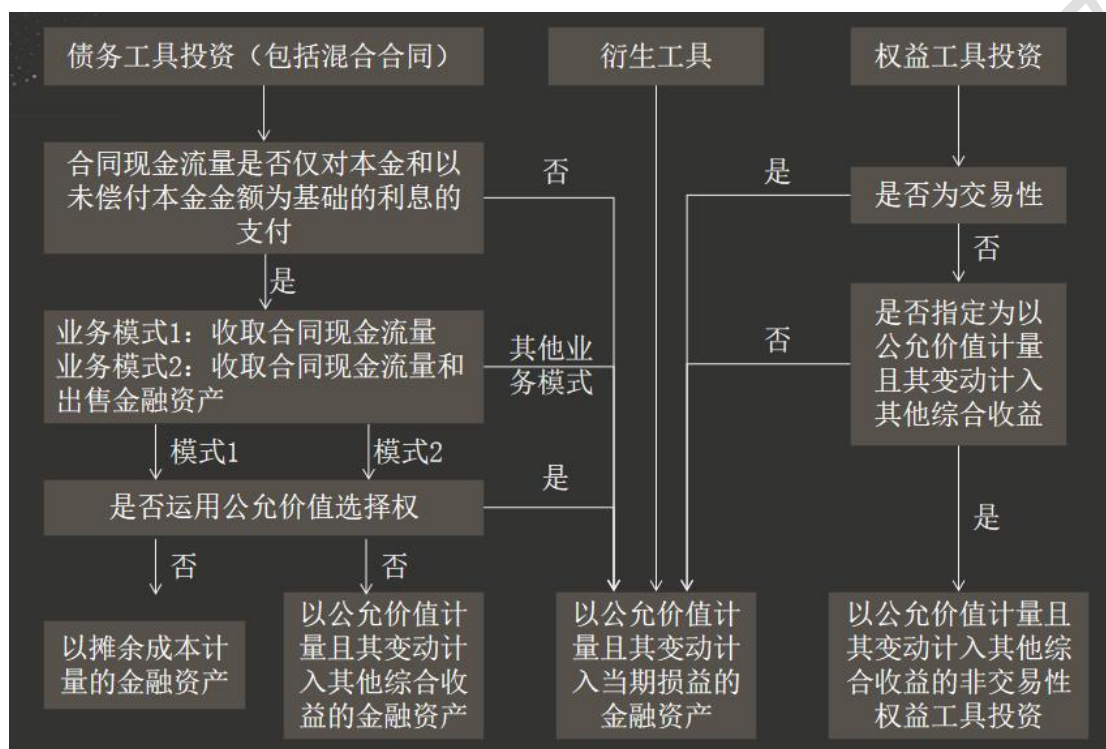 债务工具投资（包括混合合同）
衍生工具
权益工具投资
合同现金流量是否仅对本金和以
未偿付本金金额为基础的利息的
支付
否
是
是否为交易性
是
否
业务模式1：收取合同现金流量
业务模式2：收取合同现金流量和
出售金融资产
其他业
务模式
否
是否指定为以
公允价值计量
且其变动计入
其他综合收益
模式1
模式2
是否运用公允价值选择权
是
是
否
否
以摊余成本计
量的金融资产
以公允价值计
量且其变动计
入其他综合收
益的金融资产
以公允价值计
量且其变动计
入当期损益的
金融资产
以公允价值计量且
其变动计入其他综
合收益的非交易性
权益工具投资